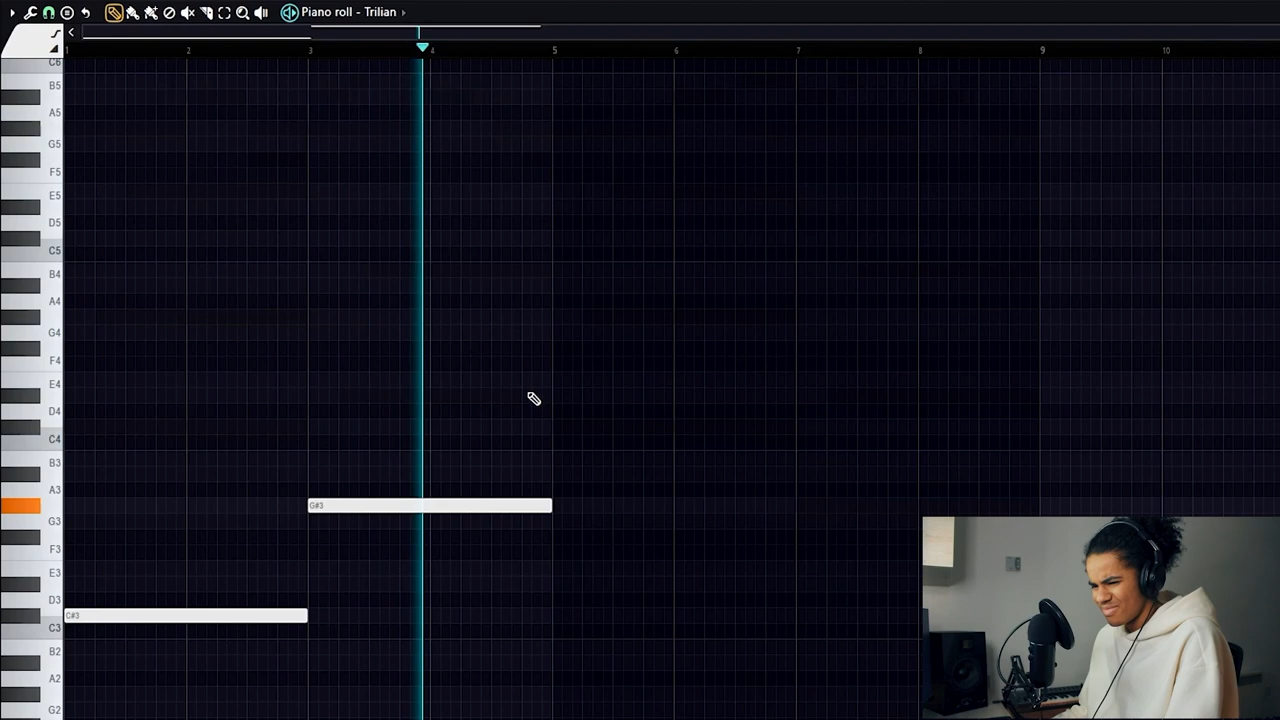 Piano roll - Trilian
1 2 3 4 5 6 7 8 9 10
C6
B5
A5
G5
F5
E5
D5
C5
B4
A4
G4
F4
E4
D4
C4
B3
A3
G#3
G3
F3
E3
D3
C#3
C3
B2
A2
G2